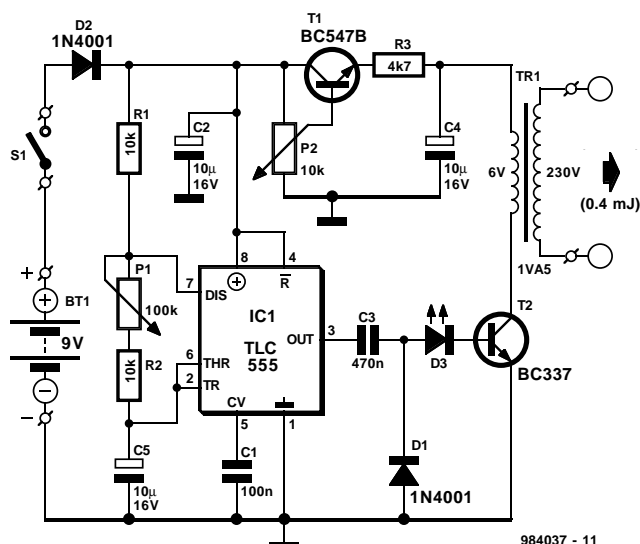 D2
1N4001
T1
BC547B
R3
4k7
TR1
S1
R1
10k
C2
10µ
16V
P2
10k
C4
10µ
16V
6V
230V
(0.4 mJ)
1VA5
P1
100k
7
DIS
8
4
R
IC1
TLC
555
OUT
3
C3
470n
D3
T2
BC337
+
BT1
9V
–
R2
10k
6
THR
2
TR
CV
5
1
C5
10µ
16V
C1
100n
D1
1N4001
984037 - 11